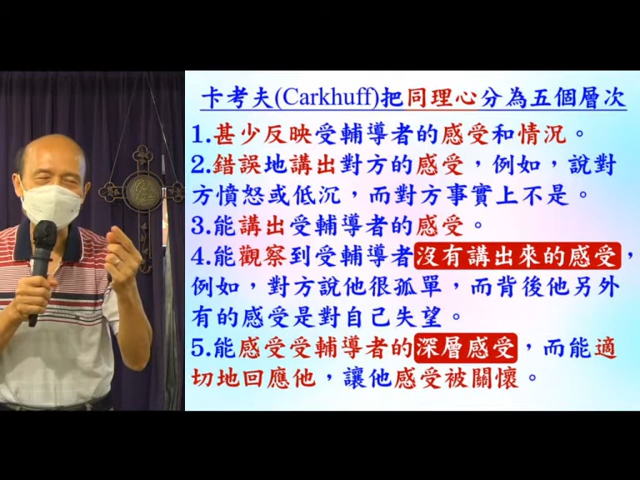 卡考夫(Carkhuff)把同理心分為五個層次
1.甚少反映受輔導者的感受和情況。
2.錯誤地講出對方的感受，例如，說對
方憤怒或低沉，而對方事實上不是。
3.能講出受輔導者的感受。
4.能觀察到受輔導者沒有講出來的感受，
例如，對方說他很孤單，而背後他另外
有的感受是對自己失望。
5.能感受受輔導者的深層感受，而能適
切地回應他，讓他感受被關懷。